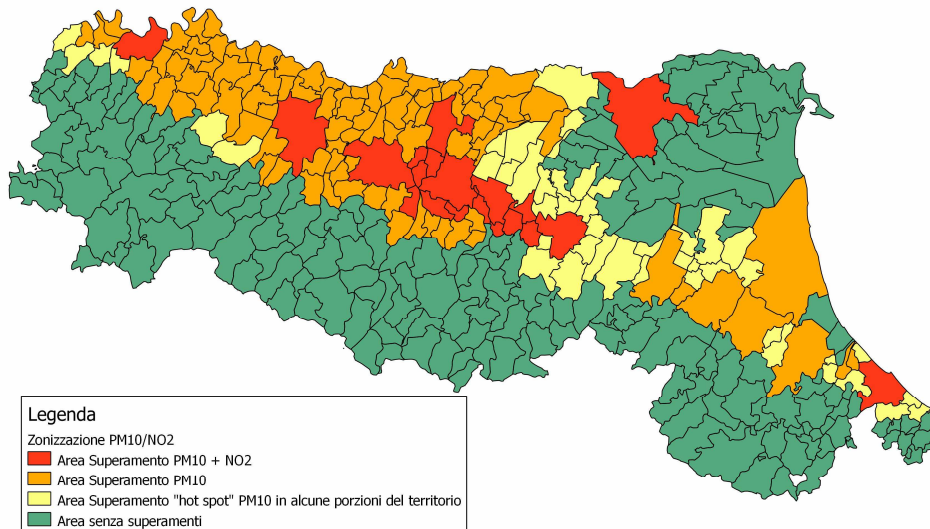 Legenda
Zonizzazione PM10/NO2
Area Superamento PM10 + NO2
Area Superamento PM10
Area Superamento "hot spot" PM10 in alcune porzioni del territorio
Area senza superamenti